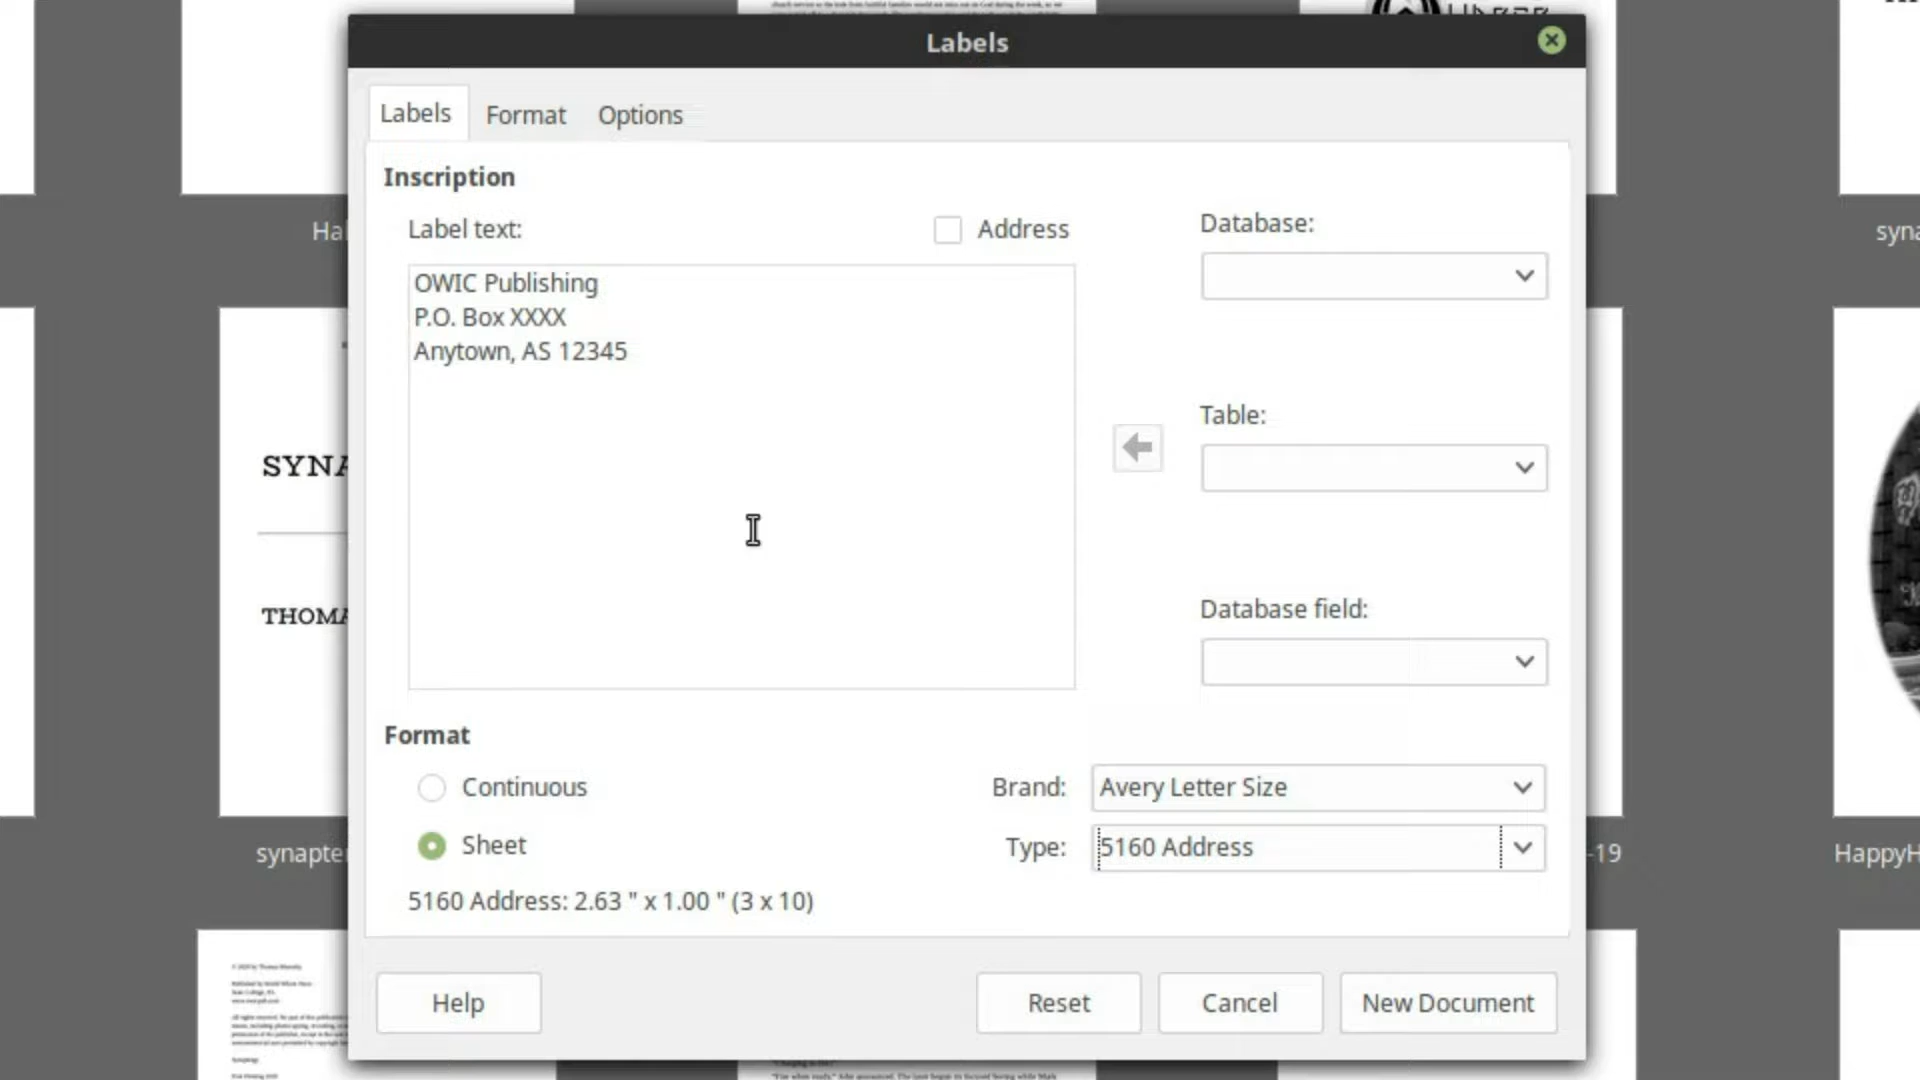 Labels
Labels Format Options
Inscription
Label text:
Address
Database:
OWIC Publishing
P.O. Box XXXX
Anytown, AS 12345
Table:
Database field:
Format
Continuous
Brand: Avery Letter Size
Sheet
Type: 5160 Address
5160 Address: 2.63 " x 1.00 " (3 x 10)
Help Reset Cancel New Document
-19